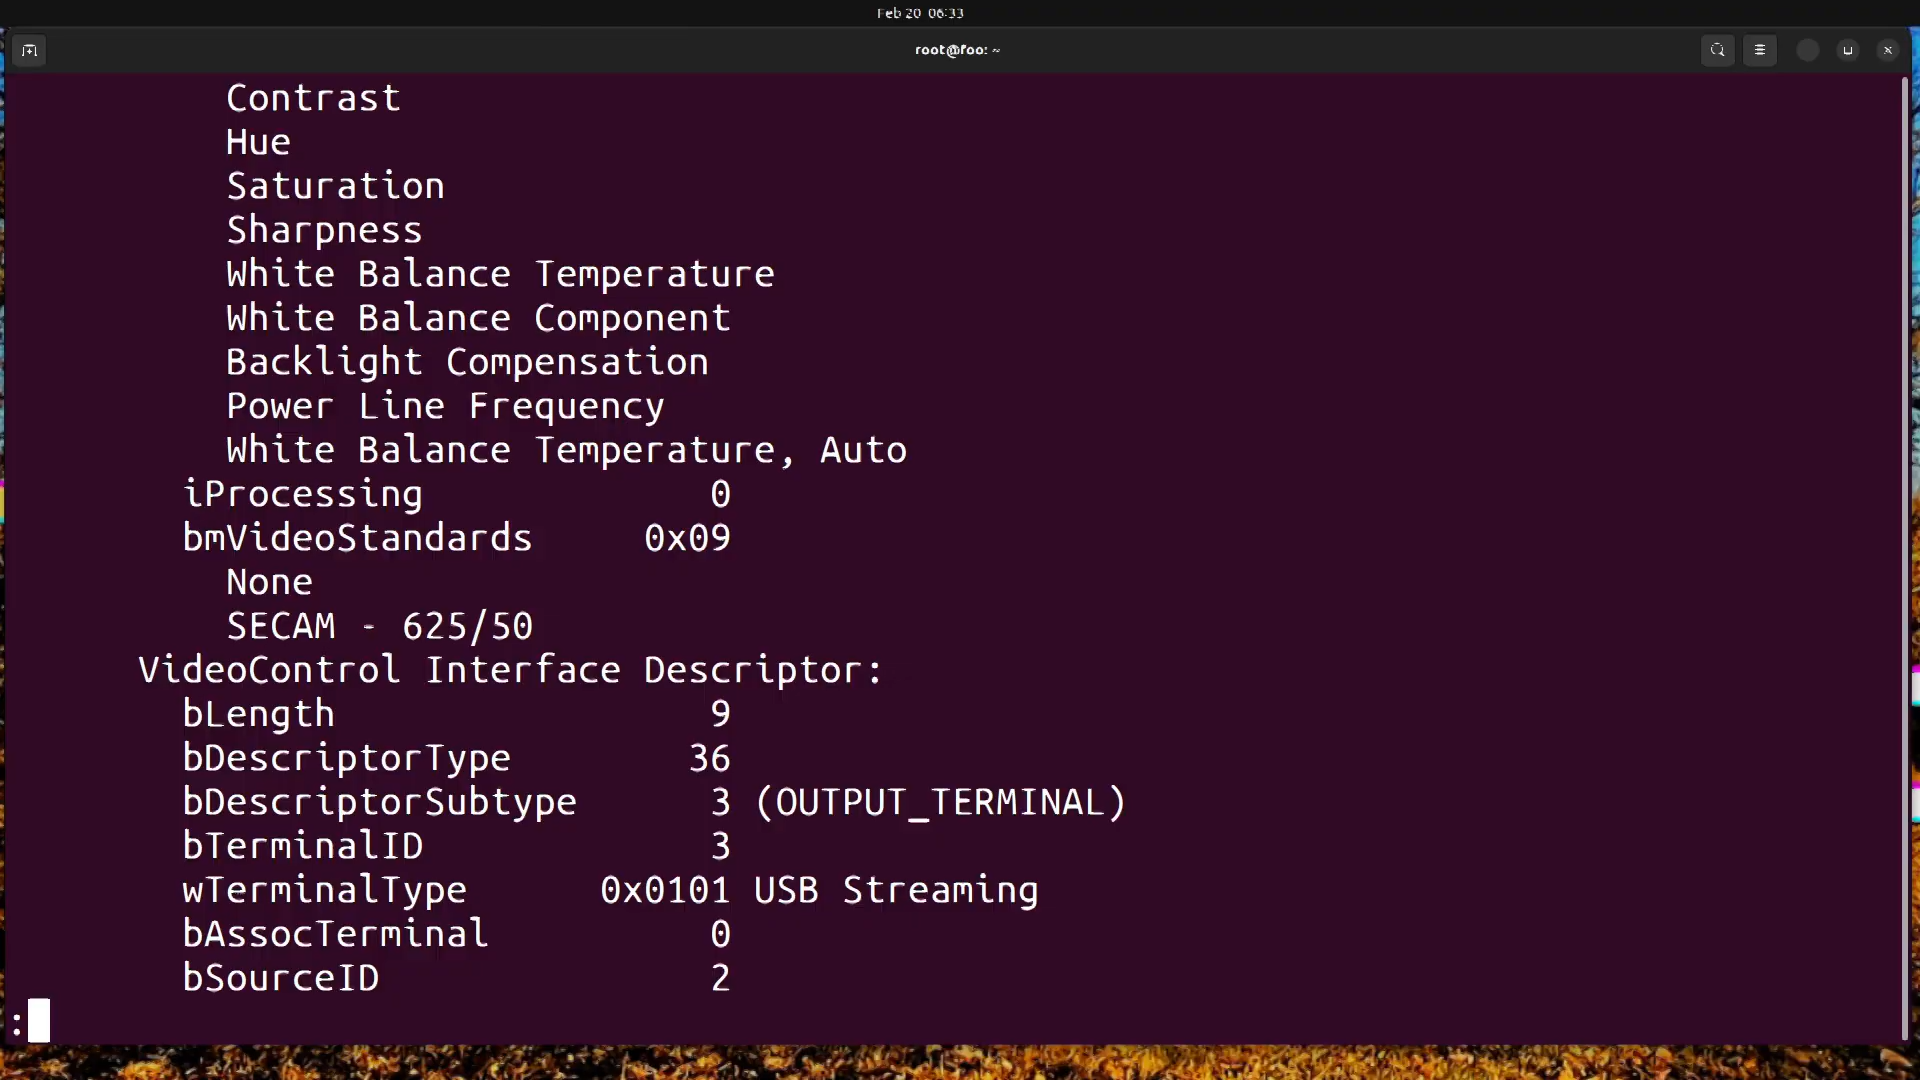 Feb 20 06:33
root@foo: ~
Contrast
Hue
Saturation
Sharpness
White Balance Temperature
White Balance Component
Backlight Compensation
Power Line Frequency
White Balance Temperature, Auto
iProcessing 0
bmVideoStandards 0x09
None
SECAM - 625/50
VideoControl Interface Descriptor:
bLength 9
bDescriptorType 36
bDescriptorSubtype 3 (OUTPUT_TERMINAL)
bTerminalID 3
wTerminalType 0x0101 USB Streaming
bAssocTerminal 0
bSourceID 2
: